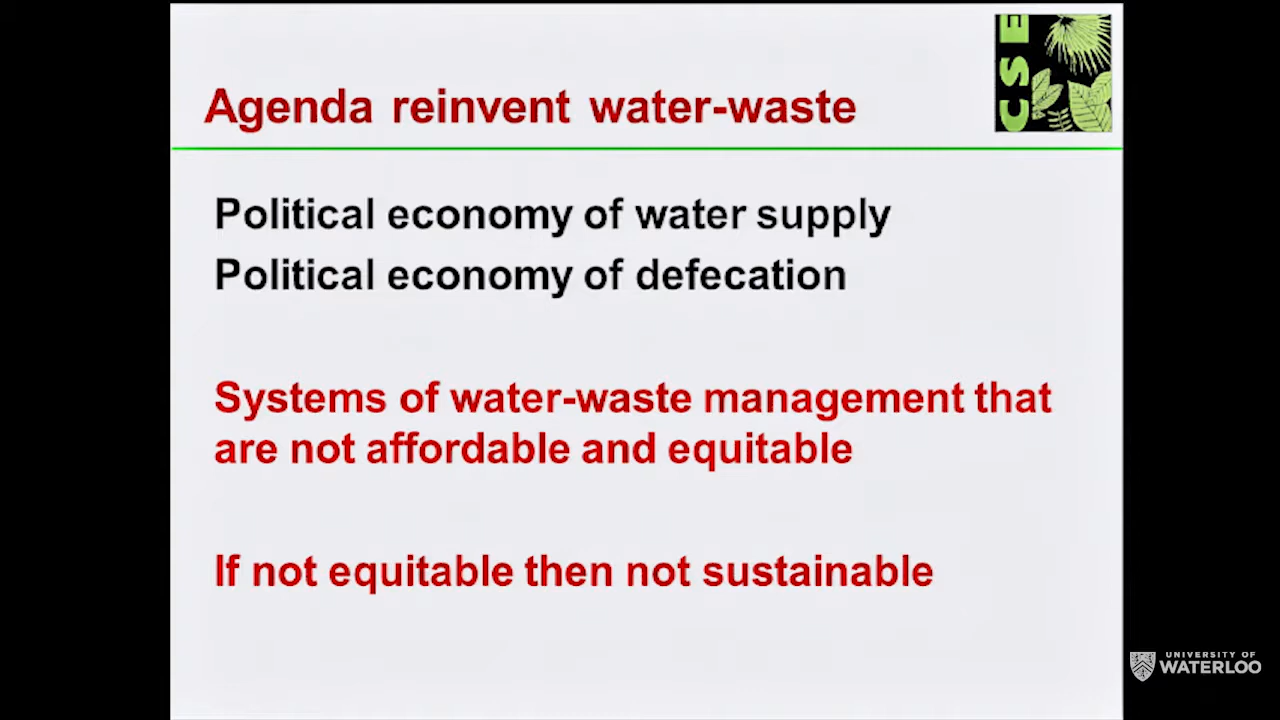 CSE
Agenda reinvent water-waste
Political economy of water supply
Political economy of defecation
Systems of water-waste management that
are not affordable and equitable
If not equitable then not sustainable
UNIVERSITY OF
WATERLOO